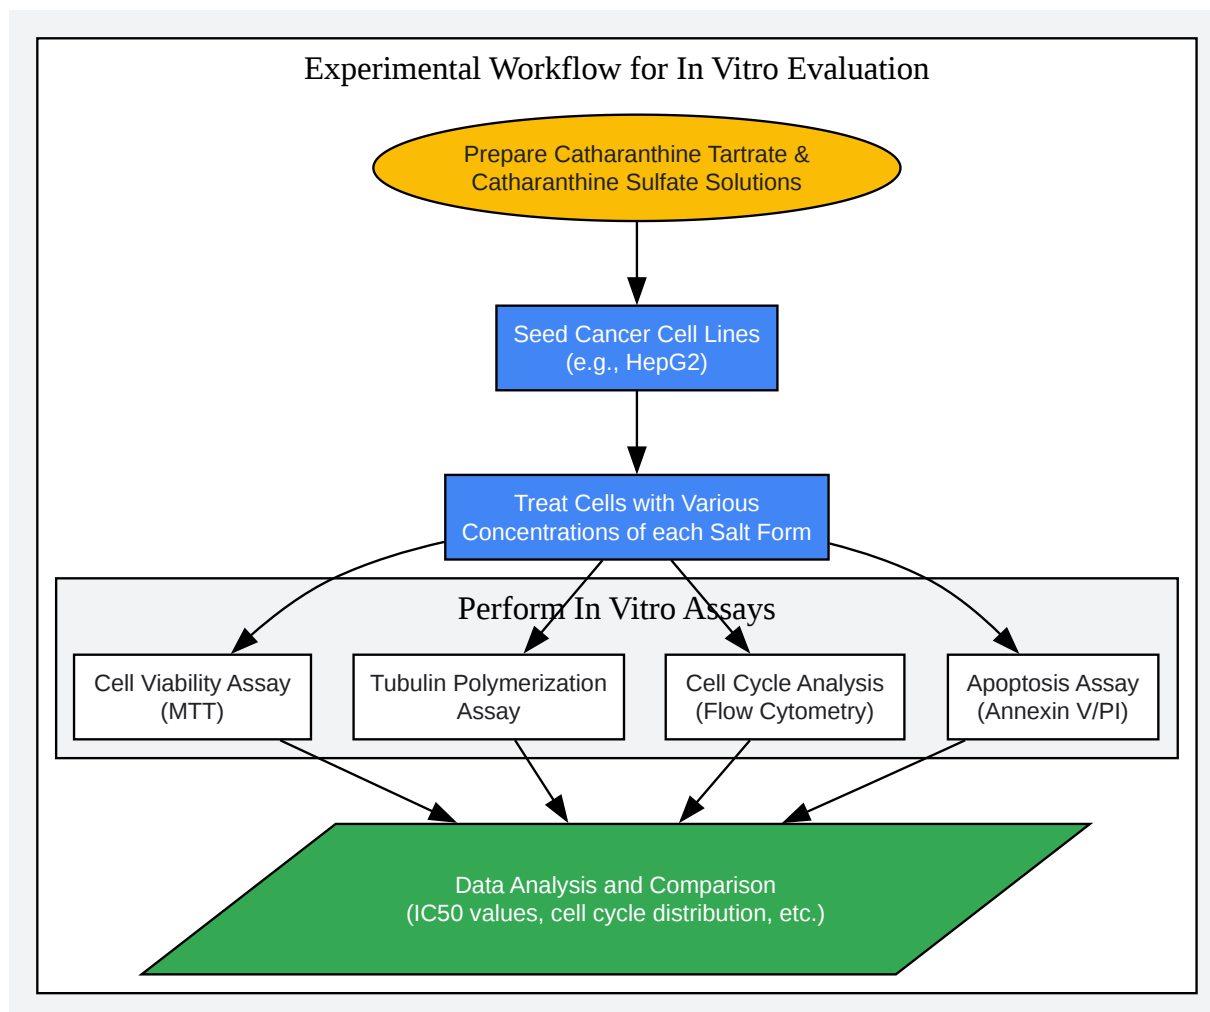 Experimental Workflow for In Vitro Evaluation
Prepare Catharanthine Tartrate &
Catharanthine Sulfate Solutions
Seed Cancer Cell Lines
(e.g., HepG2)
Treat Cells with Various
Concentrations of each Salt Form
Perform In Vitro Assays
Cell Viability Assay
(MTT)
Tubulin Polymerization
Assay
Cell Cycle Analysis
(Flow Cytometry)
Apoptosis Assay
(Annexin V/PI)
Data Analysis and Comparison
(IC50 values, cell cycle distribution, etc.)